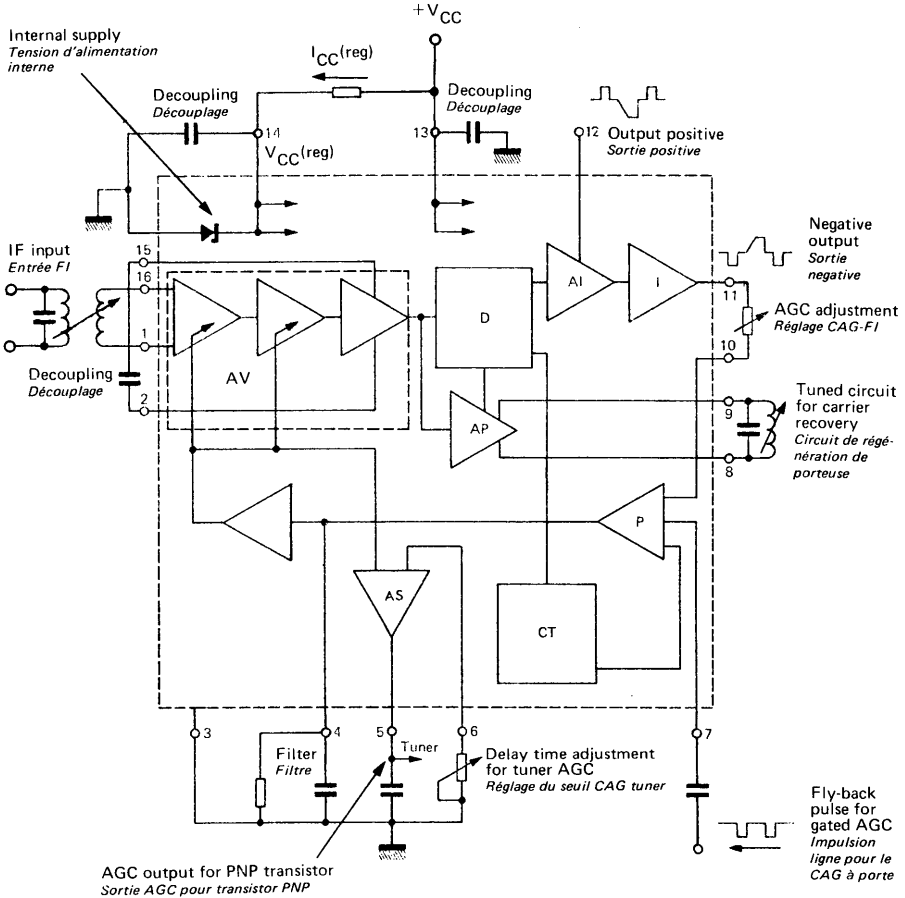 +VCC
Internal supply
Tension d'alimentation
interne
ICC(reg)
Decoupling
Découplage
14
VCC(reg)
Decoupling
Découplage
13
12
Output positive
Sortie positive
IF input
Entrée FI
15
16
1
Decoupling
Découplage
2
AV
D
AI
I
AP
Negative
output
Sortie
negative
11
AGC adjustment
Réglage CAG-FI
10
9
8
Tuned circuit
for carrier
recovery
Circuit de régé-
nération de
porteuse
P
AS
CT
3
4
5
6
7
Filter
Filtre
Tuner
Delay time adjustment
for tuner AGC
Réglage du seuil CAG tuner
Fly-back
pulse for
gated AGC
Impulsion
ligne pour le
CAG à porte
AGC output for PNP transistor
Sortie AGC pour transistor PNP